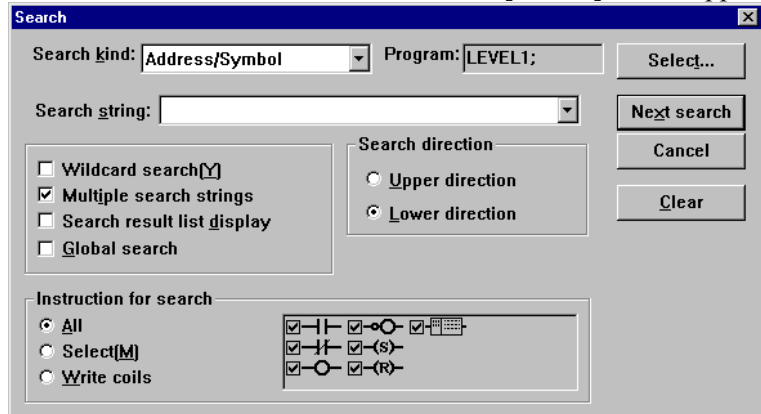 Search
Search kind: Address/Symbol Program: LEVEL1; Select...
Search string: Next search
Wildcard search(Y)
Multiple search strings
Search result list display
Global search
Search direction
Upper direction
Lower direction
Cancel
Clear
Instruction for search
All
Select(M)
Write coils
(S)
(R)